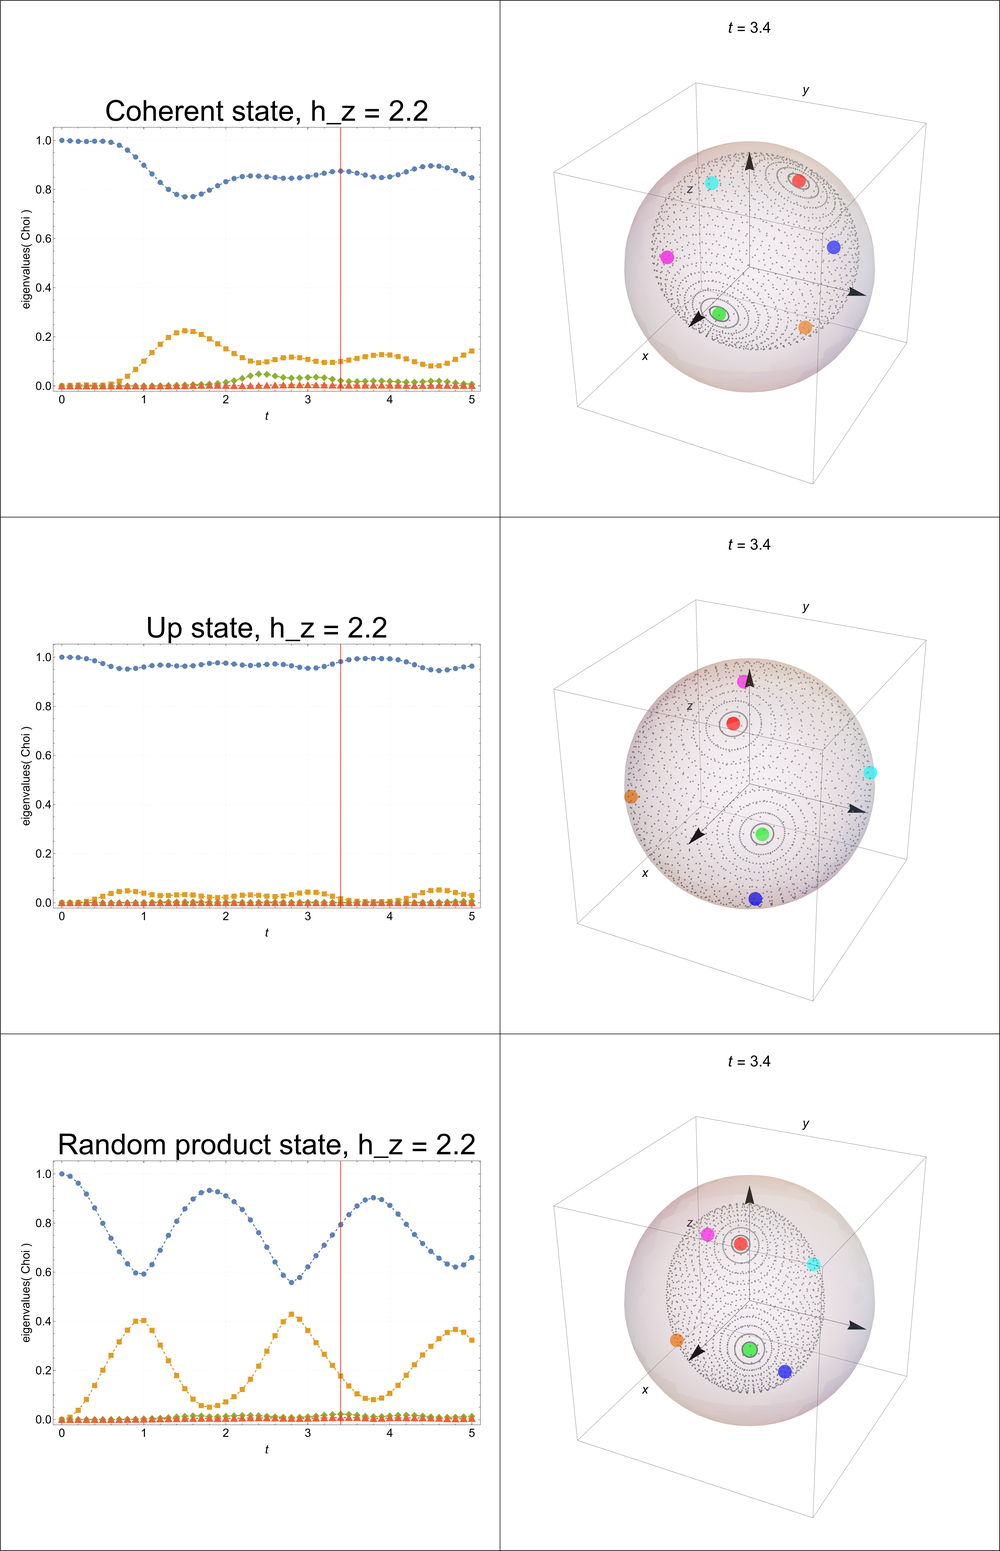 Coherent state, h_z = 2.2
eigenvalues( Choi )
1.0
0.8
0.6
0.4
0.2
0.0
0 1 2 3 4 5
t
t = 3.4
y
z
x
Up state, h_z = 2.2
eigenvalues( Choi )
1.0
0.8
0.6
0.4
0.2
0.0
0 1 2 3 4 5
t
t = 3.4
y
z
x
Random product state, h_z = 2.2
eigenvalues( Choi )
1.0
0.8
0.6
0.4
0.2
0.0
0 1 2 3 4 5
t
t = 3.4
y
z
x